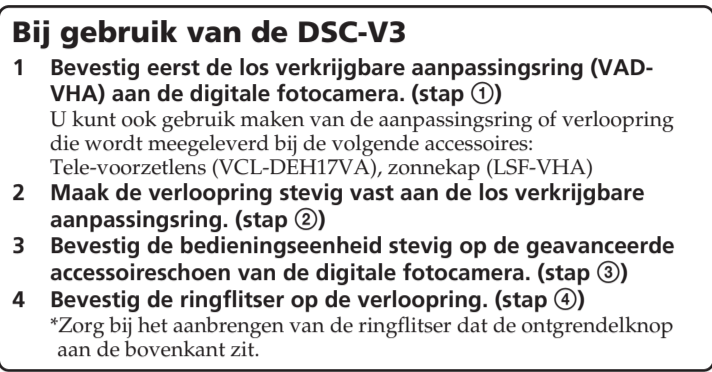 Bij gebruik van de DSC-V3
1 Bevestig eerst de los verkrijgbare aanpassingsring (VAD-
VHA) aan de digitale fotocamera. (stap ①)
U kunt ook gebruik maken van de aanpassingsring of verloopring
die wordt meegeleverd bij de volgende accessoires:
Tele-voorzetlens (VCL-DEH17VA), zonnekap (LSF-VHA)
2 Maak de verloopring stevig vast aan de los verkrijgbare
aanpassingsring. (stap ②)
3 Bevestig de bedieningseenheid stevig op de geavanceerde
accessoireschoen van de digitale fotocamera. (stap ③)
4 Bevestig de ringflitser op de verloopring. (stap ④)
*Zorg bij het aanbrengen van de ringflitser dat de ontgrendelknop
aan de bovenkant zit.